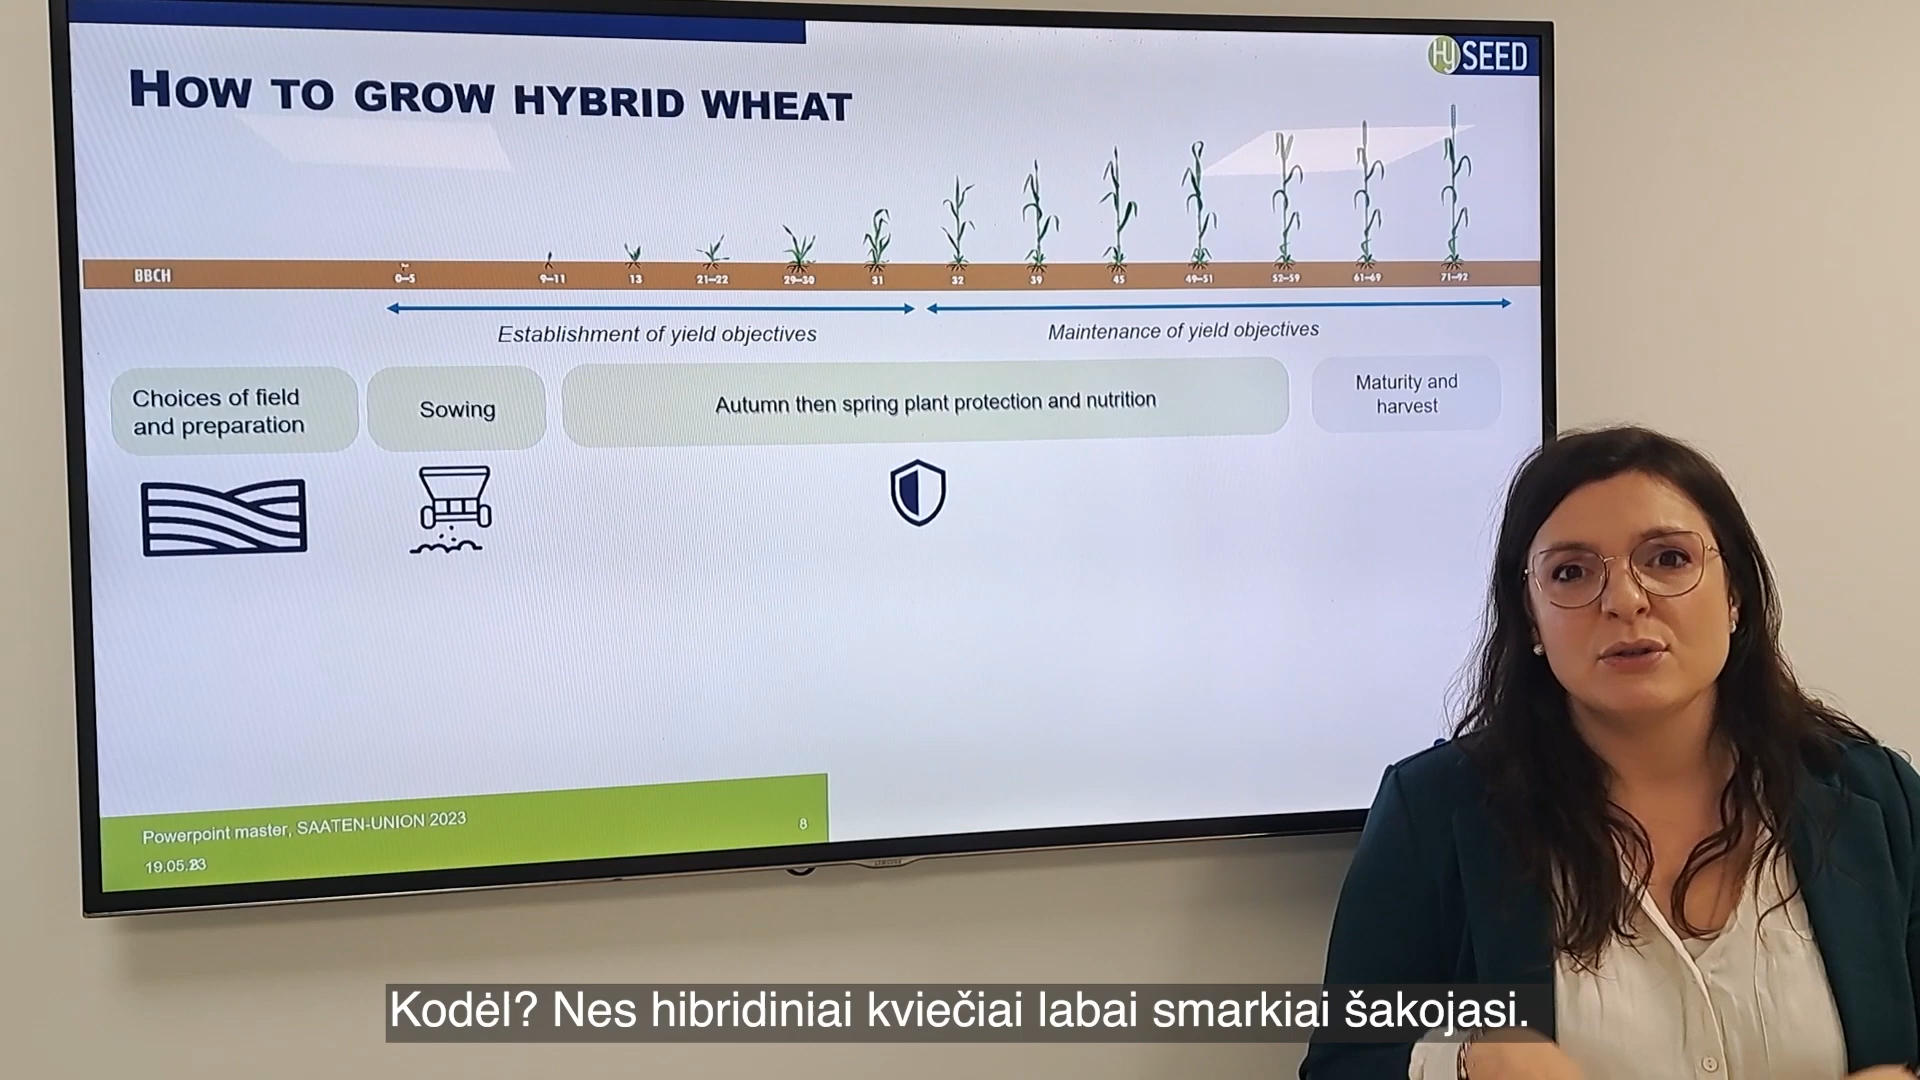 HySEED
HOW TO GROW HYBRID WHEAT
BBCH
0–5
9–11
13
21–22
29–30
31
32
39
45
49–51
52–59
61–69
71–92
Establishment of yield objectives
Maintenance of yield objectives
Choices of field
and preparation
Sowing
Autumn then spring plant protection and nutrition
Maturity and
harvest
Powerpoint master, SAATEN-UNION 2023
8
SAMSUNG
Kodėl? Nes hibridiniai kviečiai labai smarkiai šakojasi.